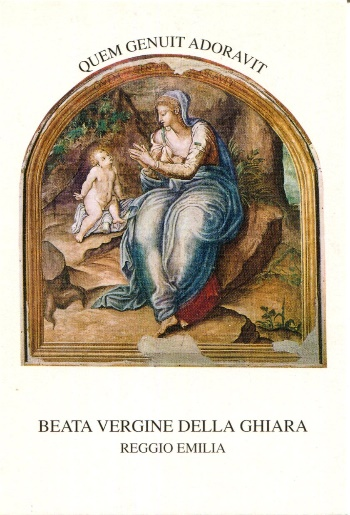 QUEM GENUIT ADORAVIT
BEATA VERGINE DELLA GHIARA
REGGIO EMILIA